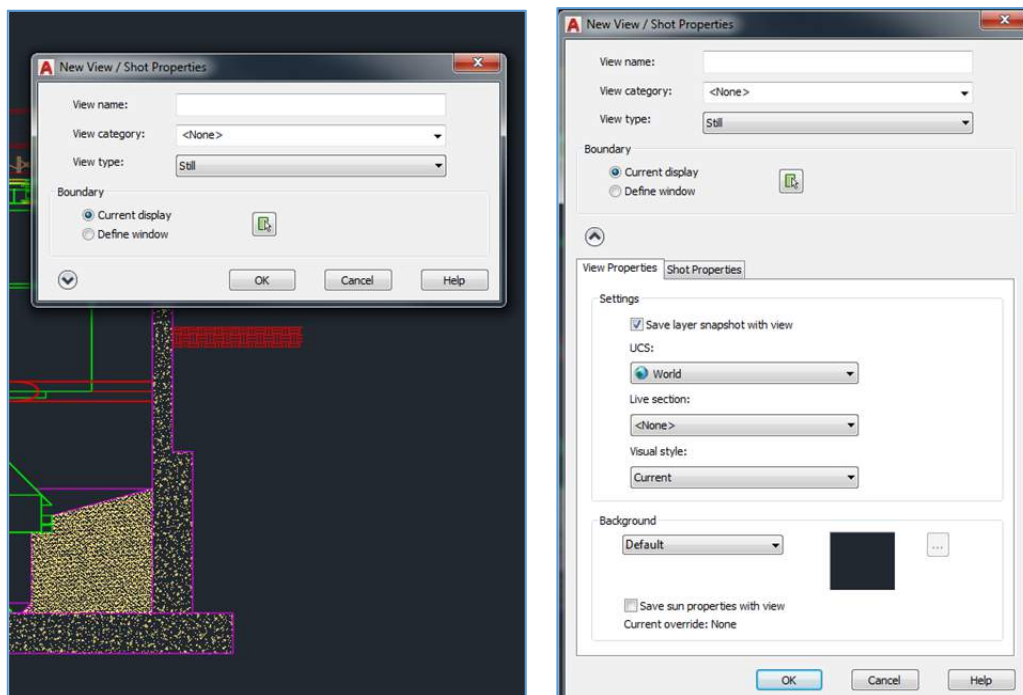 New View / Shot Properties
View name:
View category: <None>
View type: Still
Boundary
Current display
Define window
OK Cancel Help
New View / Shot Properties
View name:
View category: <None>
View type: Still
Boundary
Current display
Define window
View Properties Shot Properties
Settings
Save layer snapshot with view
UCS:
World
Live section:
<None>
Visual style:
Current
Background
Default
...
Save sun properties with view
Current override: None
OK Cancel Help